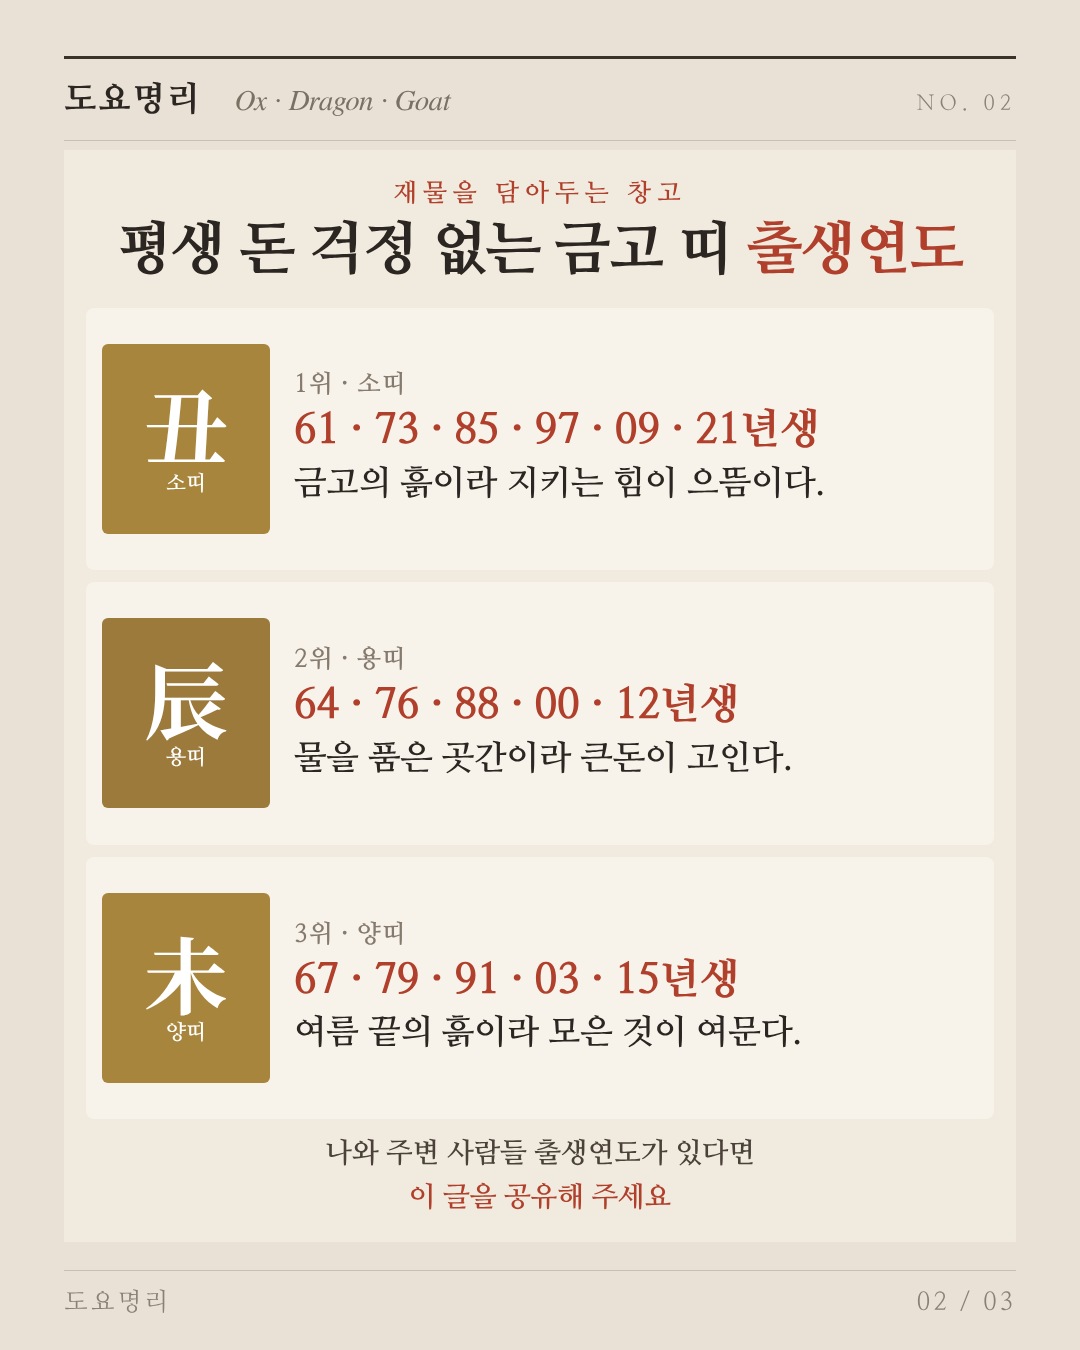 도요명리 Ox · Dragon · Goat NO. 02
재물을 담아두는 창고
평생 돈 걱정 없는 금고 띠 출생연도
丑
소띠
1위 · 소띠
61 · 73 · 85 · 97 · 09 · 21년생
금고의 흙이라 지키는 힘이 으뜸이다.
辰
용띠
2위 · 용띠
64 · 76 · 88 · 00 · 12년생
물을 품은 곳간이라 큰돈이 고인다.
未
양띠
3위 · 양띠
67 · 79 · 91 · 03 · 15년생
여름 끝의 흙이라 모은 것이 여문다.
나와 주변 사람들 출생연도가 있다면
이 글을 공유해 주세요
도요명리 02 / 03